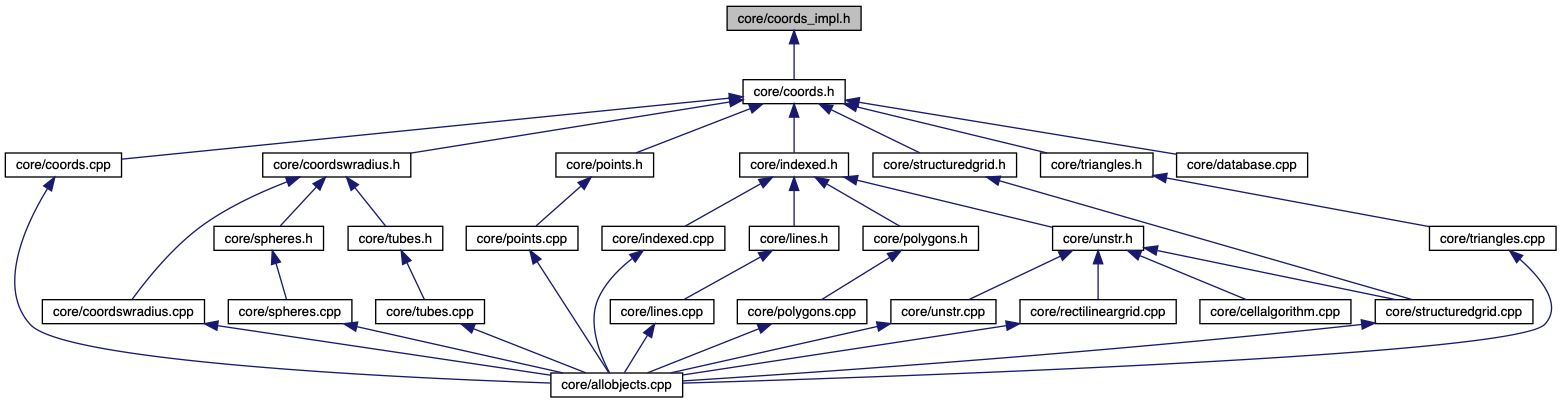 core/coords_impl.h
core/coords.h
core/coords.cpp
core/coordswradius.h
core/points.h
core/indexed.h
core/structuredgrid.h
core/triangles.h
core/database.cpp
core/spheres.h
core/tubes.h
core/points.cpp
core/indexed.cpp
core/lines.h
core/polygons.h
core/unstr.h
core/triangles.cpp
core/coordswradius.cpp
core/spheres.cpp
core/tubes.cpp
core/lines.cpp
core/polygons.cpp
core/unstr.cpp
core/rectilineargrid.cpp
core/cellalgorithm.cpp
core/structuredgrid.cpp
core/allobjects.cpp